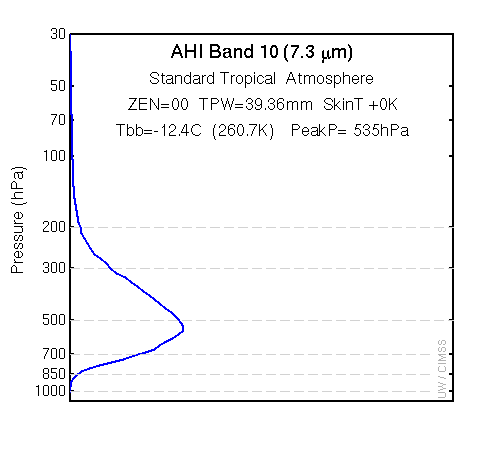 AHI Band 10 (7.3 µm)
Standard Tropical Atmosphere
ZEN=00 TPW=39.36mm SkinT +0K
Tbb=-12.4C (260.7K) PeakP= 535hPa
Pressure (hPa)
30
50
70
100
200
300
500
700
850
1000
UW / CIMSS